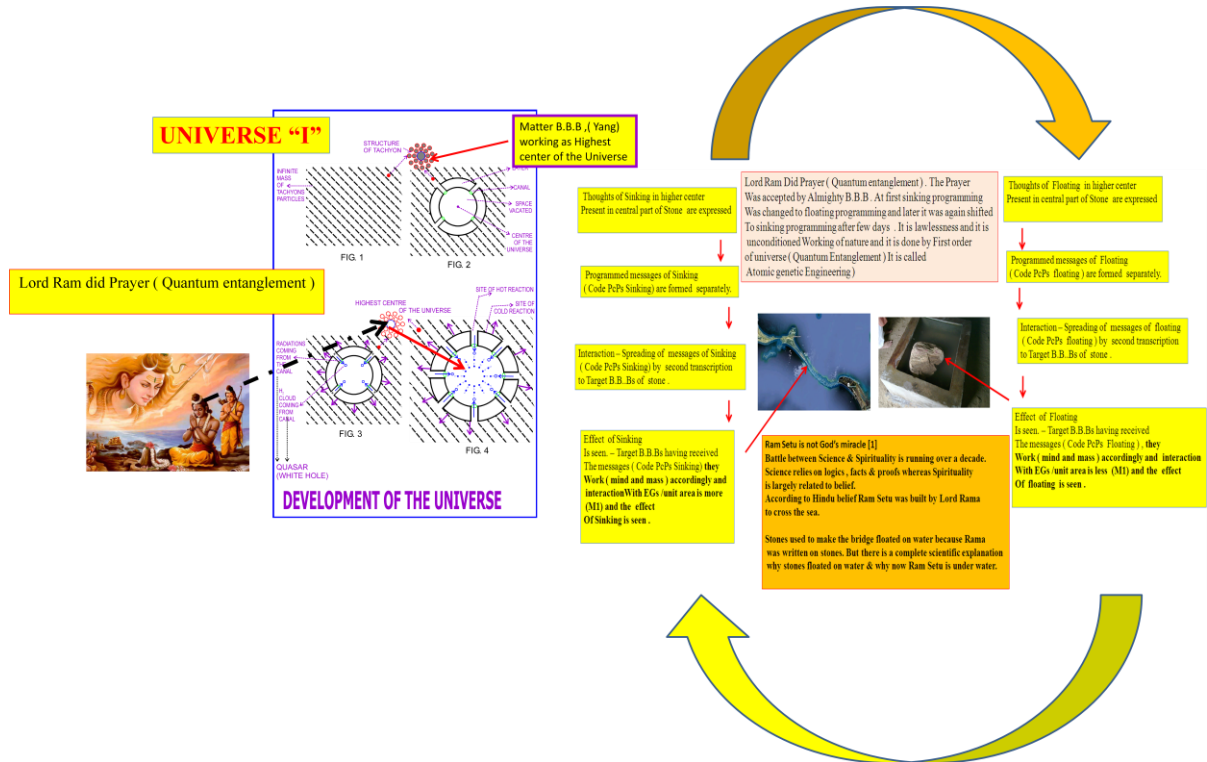 UNIVERSE “I”
Matter B.B.B ,( Yang)
working as Highest
center of the Universe
STRUCTURE
OF TACHYON
INFINITE
MASS
OF
TACHYONS
PARTICLES
CANAL
SPACE
VACATED
CENTRE
OF THE
UNIVERSE
FIG. 1
FIG. 2
Lord Ram did Prayer ( Quantum entanglement )
HIGHEST CENTRE
OF THE UNIVERSE
SITE OF HOT REACTION
SITE OF
COLD REACTION
RADIATIONS
COMING
FROM
CANAL
H₂
CLOUD
COMING
FROM
CANAL
FIG. 3
FIG. 4
QUASAR
(WHITE HOLE)
DEVELOPMENT OF THE UNIVERSE
Thoughts of Sinking in higher center
Present in central part of Stone are expressed
Programmed messages of Sinking
( Code PcPs Sinking) are formed separately.
Interaction – Spreading of messages of Sinking
( Code PcPs Sinking) by second transcription
to Target B.B..Bs of stone .
Effect of Sinking
Is seen. – Target B.B.Bs having received
The messages ( Code PcPs Sinking) they
Work ( mind and mass ) accordingly and
interactionWith EGs /unit area is more
(M1) and the effect
Of Sinking is seen .
Lord Ram Did Prayer ( Quantum entanglement ) . The Prayer
Was accepted by Almighty B.B.B . At first sinking programming
Was changed to floating programming and later it was again shifted
To sinking programming after few days . It is lawlessness and it is
unconditioned Working of nature and it is done by First order
of universe ( Quantum Entanglement ) It is called
Atomic genetic Engineering )
Ram Setu is not God’s miracle [1]
Battle between Science & Spirituality is running over a decade.
Science relies on logics , facts & proofs whereas Spirituality
is largely related to belief.
According to Hindu belief Ram Setu was built by Lord Rama
to cross the sea.
Stones used to make the bridge floated on water because Rama
was written on stones. But there is a complete scientific explanation
why stones floated on water & why now Ram Setu is under water.
Thoughts of Floating in higher center
Present in central part of Stone are expressed
Programmed messages of Floating
(Code PcPs floating ) are formed separately.
Interaction – Spreading of messages of floating
( Code PcPs floating ) by second transcription
to Target B.B..Bs of stone .
Effect of Floating
Is seen. – Target B.B.Bs having received
The messages ( Code PcPs Floating ) , they
Work ( mind and mass ) accordingly and interaction
With EGs /unit area is less (M1) and the effect
Of floating is seen .